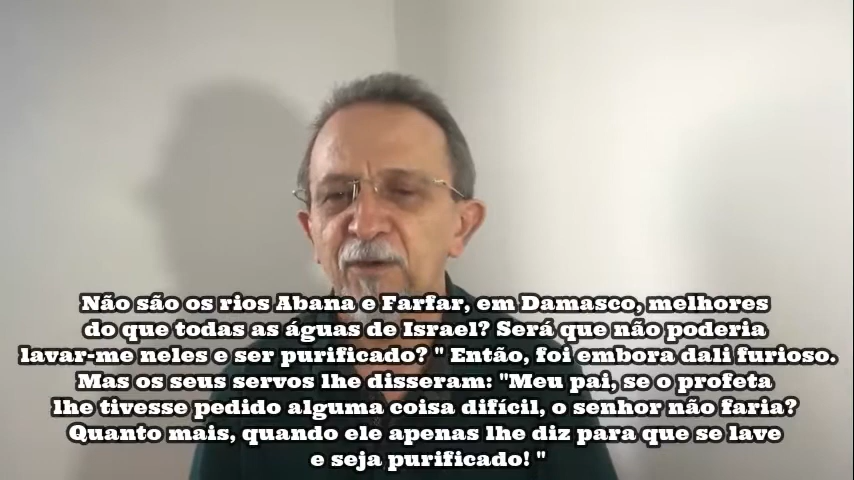 Não são os rios Abana e Farfar, em Damasco, melhores
do que todas as águas de Israel? Será que não poderia
lavar-me neles e ser purificado? " Então, foi embora dali furioso.
Mas os seus servos lhe disseram: "Meu pai, se o profeta
lhe tivesse pedido alguma coisa difícil, o senhor não faria?
Quanto mais, quando ele apenas lhe diz para que se lave
e seja purificado! "